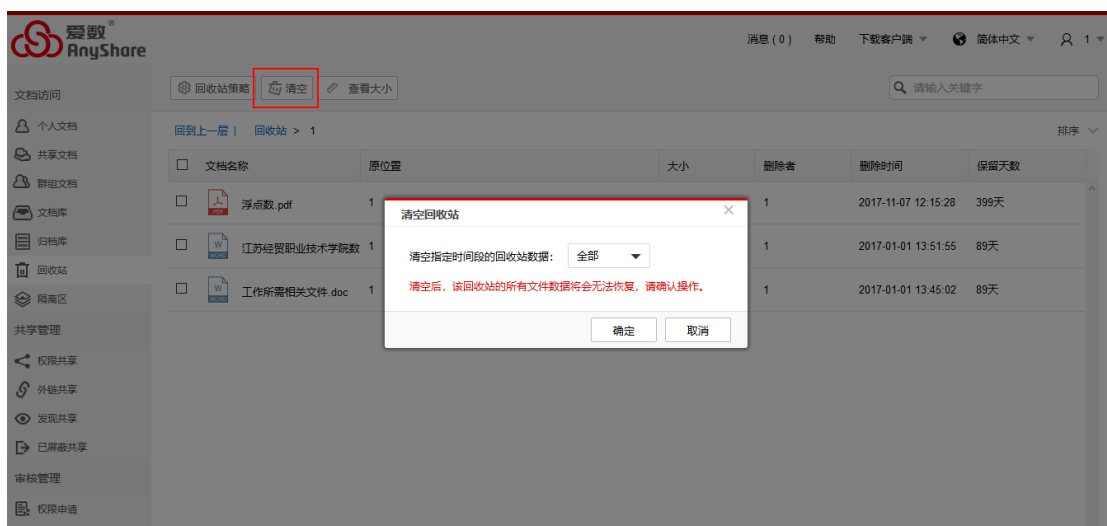 爱数®
AnyShare
消息(0) 帮助 下载客户端 简体中文 1
回收站策略 清空 查看大小 请输入关键字
文档访问
个人文档
共享文档
群组文档
文档库
归档库
回收站
隔离区
共享管理
权限共享
外链共享
发现共享
已屏蔽共享
审核管理
权限申请
回到上一层| 回收站 > 1 排序
文档名称 原位置 大小 删除者 删除时间 保留天数
PDF 浮点数.pdf 1 1 2017-11-07 12:15:28 399天
W WORD 江苏经贸职业技术学院数 1 1 2017-01-01 13:51:55 89天
W WORD 工作所需相关文件.doc 1 1 2017-01-01 13:45:02 89天
清空回收站
清空指定时间段的回收站数据: 全部
清空后，该回收站的所有文件数据将会无法恢复，请确认操作。
确定 取消